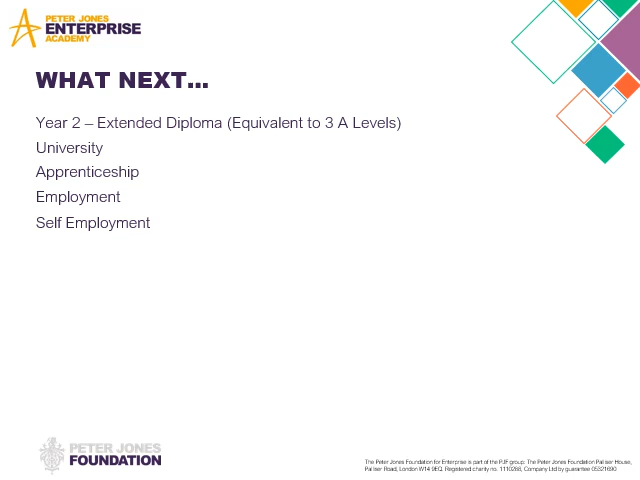 PETER JONES
ENTERPRISE
ACADEMY
WHAT NEXT...
Year 2 – Extended Diploma (Equivalent to 3 A Levels)
University
Apprenticeship
Employment
Self Employment
PETER JONES
FOUNDATION
The Peter Jones Foundation for Enterprise is part of the PJF group: The Peter Jones Foundation Palliser House,
Palliser Road, London W14 9EQ. Registered charity no. 1110288, Company Ltd by guarantee 05321690